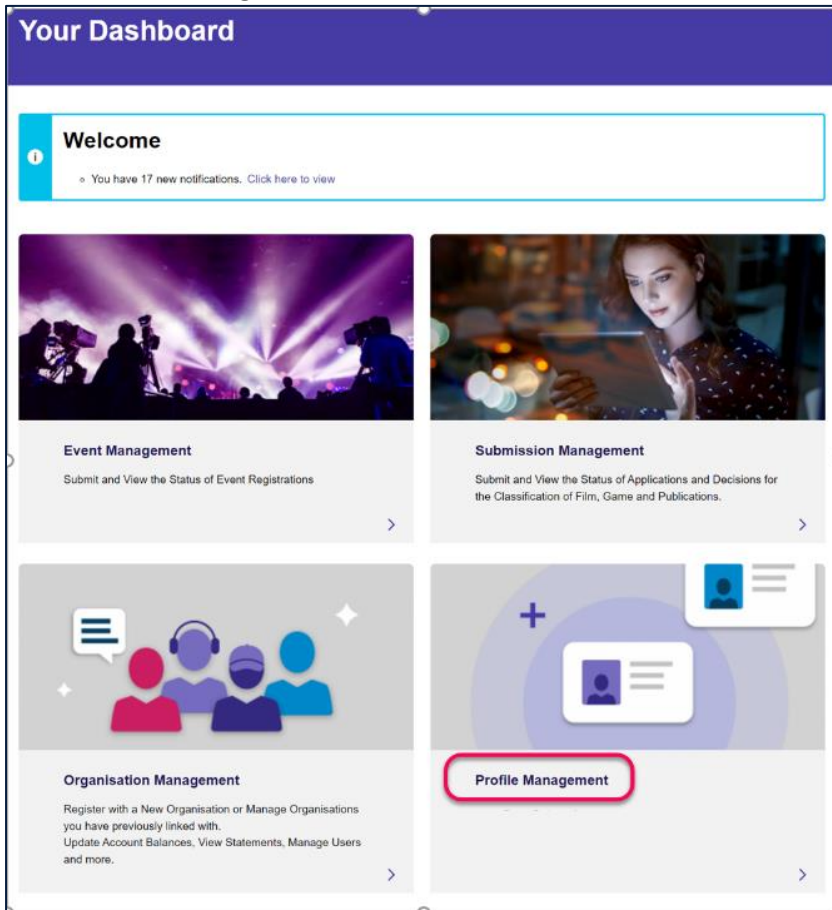 Your Dashboard
Welcome
You have 17 new notifications. Click here to view
Event Management
Submit and View the Status of Event Registrations
Submission Management
Submit and View the Status of Applications and Decisions for
the Classification of Film, Game and Publications.
Organisation Management
Register with a New Organisation or Manage Organisations
you have previously linked with.
Update Account Balances, View Statements, Manage Users
and more.
Profile Management